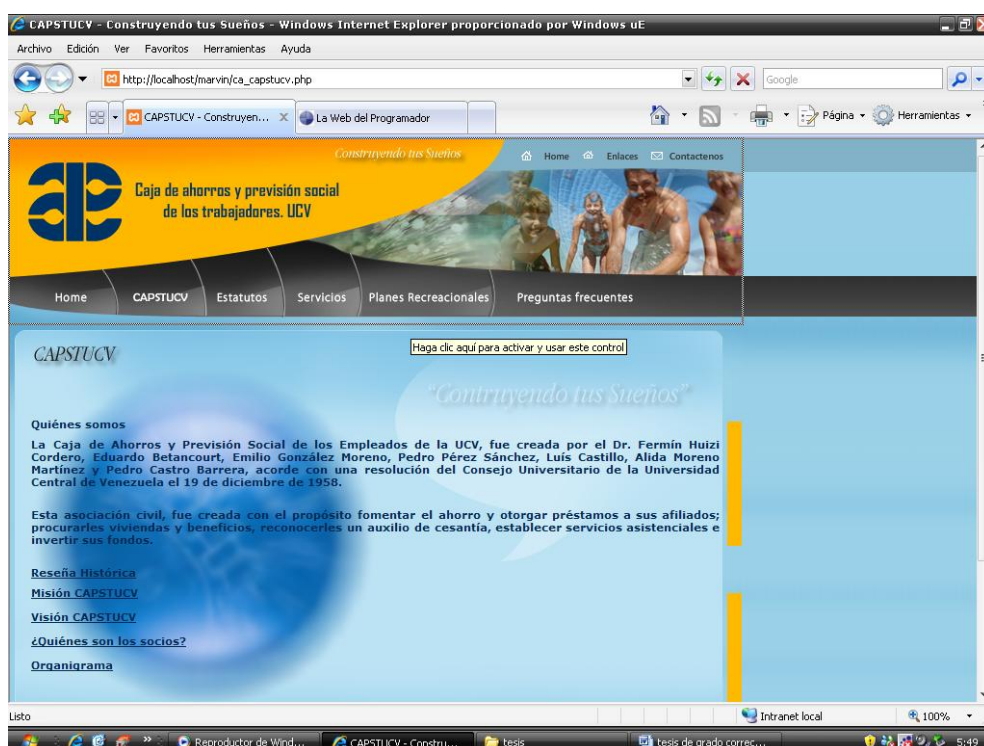 CAPSTUCV - Construyendo tus Sueños - Windows Internet Explorer proporcionado por Windows uE
Archivo Edición Ver Favoritos Herramientas Ayuda
http://localhost/marvin/ca_capstucv.php
Google
CAPSTUCV - Construyen...
La Web del Programador
Página
Herramientas
Construyendo tus Sueños
Home Enlaces Contactenos
Caja de ahorros y previsión social
de los trabajadores. UCV
Home CAPSTUCV Estatutos Servicios Planes Recreacionales Preguntas frecuentes
Haga clic aquí para activar y usar este control
CAPSTUCV
"Contruyendo tus Sueños"
Quiénes somos
La Caja de Ahorros y Previsión Social de los Empleados de la UCV, fue creada por el Dr. Fermín Huizi
Cordero, Eduardo Betancourt, Emilio González Moreno, Pedro Pérez Sánchez, Luís Castillo, Alida Moreno
Martínez y Pedro Castro Barrera, acorde con una resolución del Consejo Universitario de la Universidad
Central de Venezuela el 19 de diciembre de 1958.
Esta asociación civil, fue creada con el propósito fomentar el ahorro y otorgar préstamos a sus afiliados;
procurarles viviendas y beneficios, reconocerles un auxilio de cesantía, establecer servicios asistenciales e
invertir sus fondos.
Reseña Histórica
Misión CAPSTUCV
Visión CAPSTUCV
¿Quiénes son los socios?
Organigrama
Listo
Intranet local
100%
Reproductor de Wind...
CAPSTUCV - Constru...
tesis
tesis de grado correc...
5:49